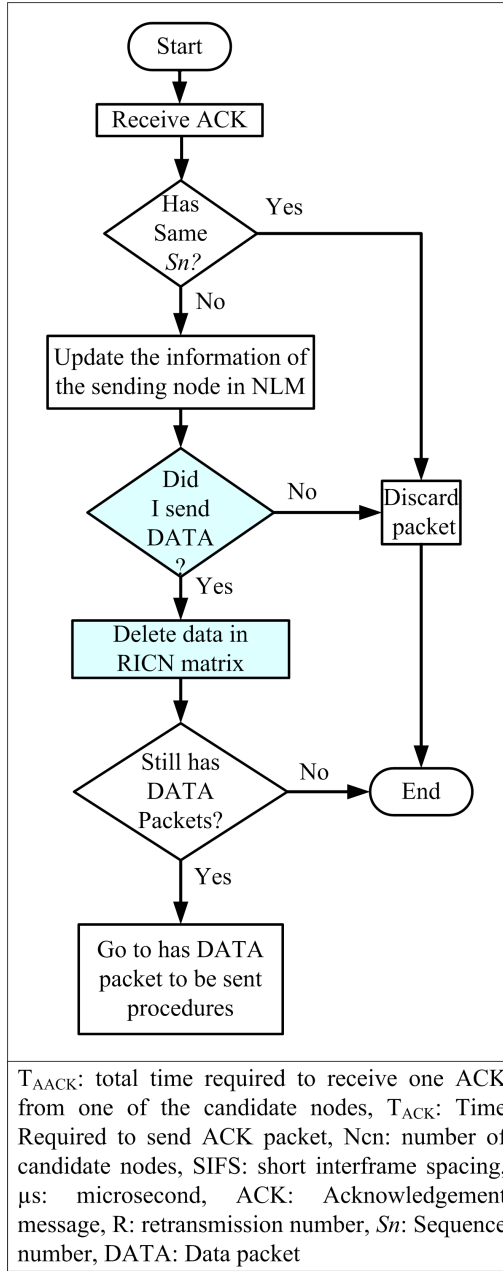 Start
Receive ACK
Has
Same
Sn?
Yes
No
Update the information of
the sending node in NLM
Did
I send
DATA
?
No
Discard
packet
Yes
Delete data in
RICN matrix
Still has
DATA
Packets?
No
End
Yes
Go to has DATA
packet to be sent
procedures
TAACK: total time required to receive one ACK
from one of the candidate nodes, TACK: Time
Required to send ACK packet, Ncn: number of
candidate nodes, SIFS: short interframe spacing,
µs: microsecond, ACK: Acknowledgement
message, R: retransmission number, Sn: Sequence
number, DATA: Data packet